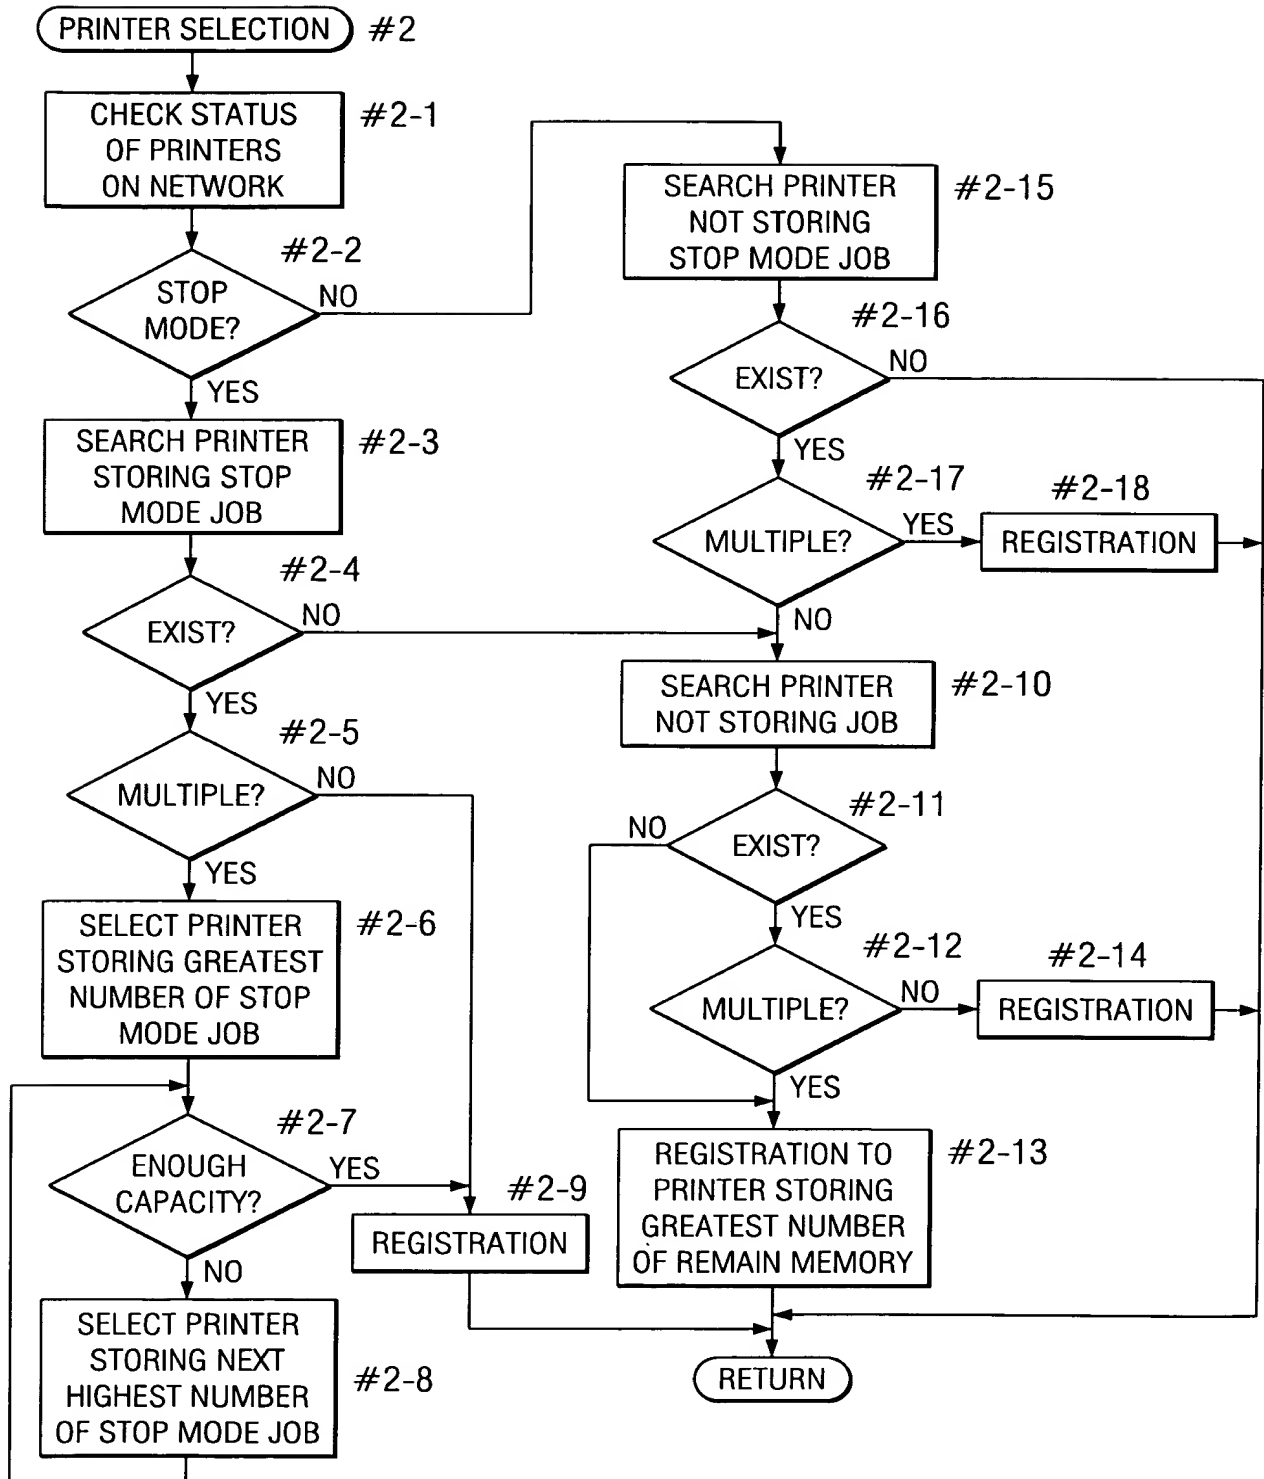 PRINTER SELECTION
#2
CHECK STATUS
OF PRINTERS
ON NETWORK
#2-1
#2-2
STOP
MODE?
NO
YES
SEARCH PRINTER
STORING STOP
MODE JOB
#2-3
#2-4
EXIST?
NO
YES
#2-5
MULTIPLE?
NO
YES
SELECT PRINTER
STORING GREATEST
NUMBER OF STOP
MODE JOB
#2-6
#2-7
ENOUGH
CAPACITY?
YES
NO
#2-9
REGISTRATION
SELECT PRINTER
STORING NEXT
HIGHEST NUMBER
OF STOP MODE JOB
#2-8
SEARCH PRINTER
NOT STORING
STOP MODE JOB
#2-15
#2-16
EXIST?
NO
YES
#2-17
MULTIPLE?
YES
#2-18
REGISTRATION
NO
SEARCH PRINTER
NOT STORING JOB
#2-10
#2-11
NO
EXIST?
YES
#2-12
MULTIPLE?
NO
#2-14
REGISTRATION
YES
REGISTRATION TO
PRINTER STORING
GREATEST NUMBER
OF REMAIN MEMORY
#2-13
RETURN